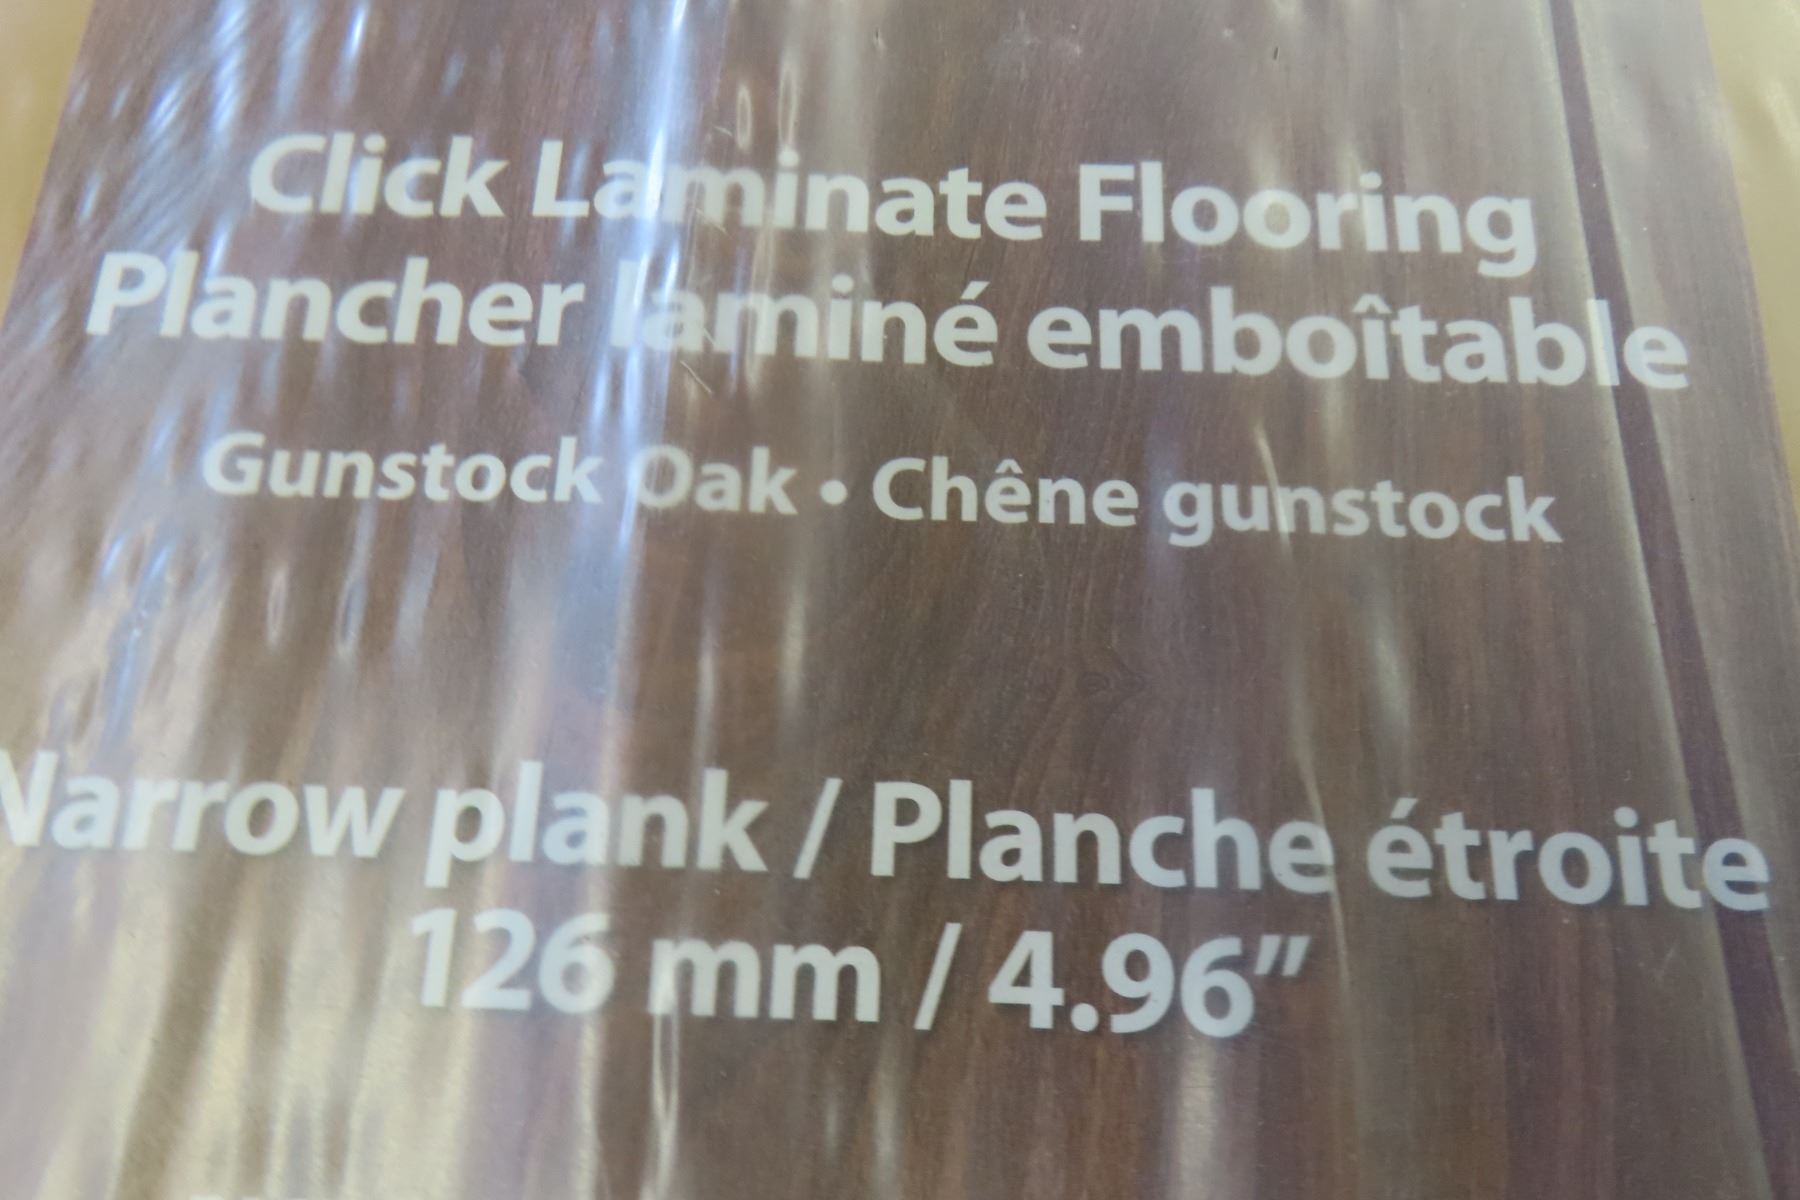 Click Laminate Flooring
Plancher laminé emboîtable
Gunstock Oak • Chêne gunstock
Narrow plank / Planche étroite
126 mm / 4.96”